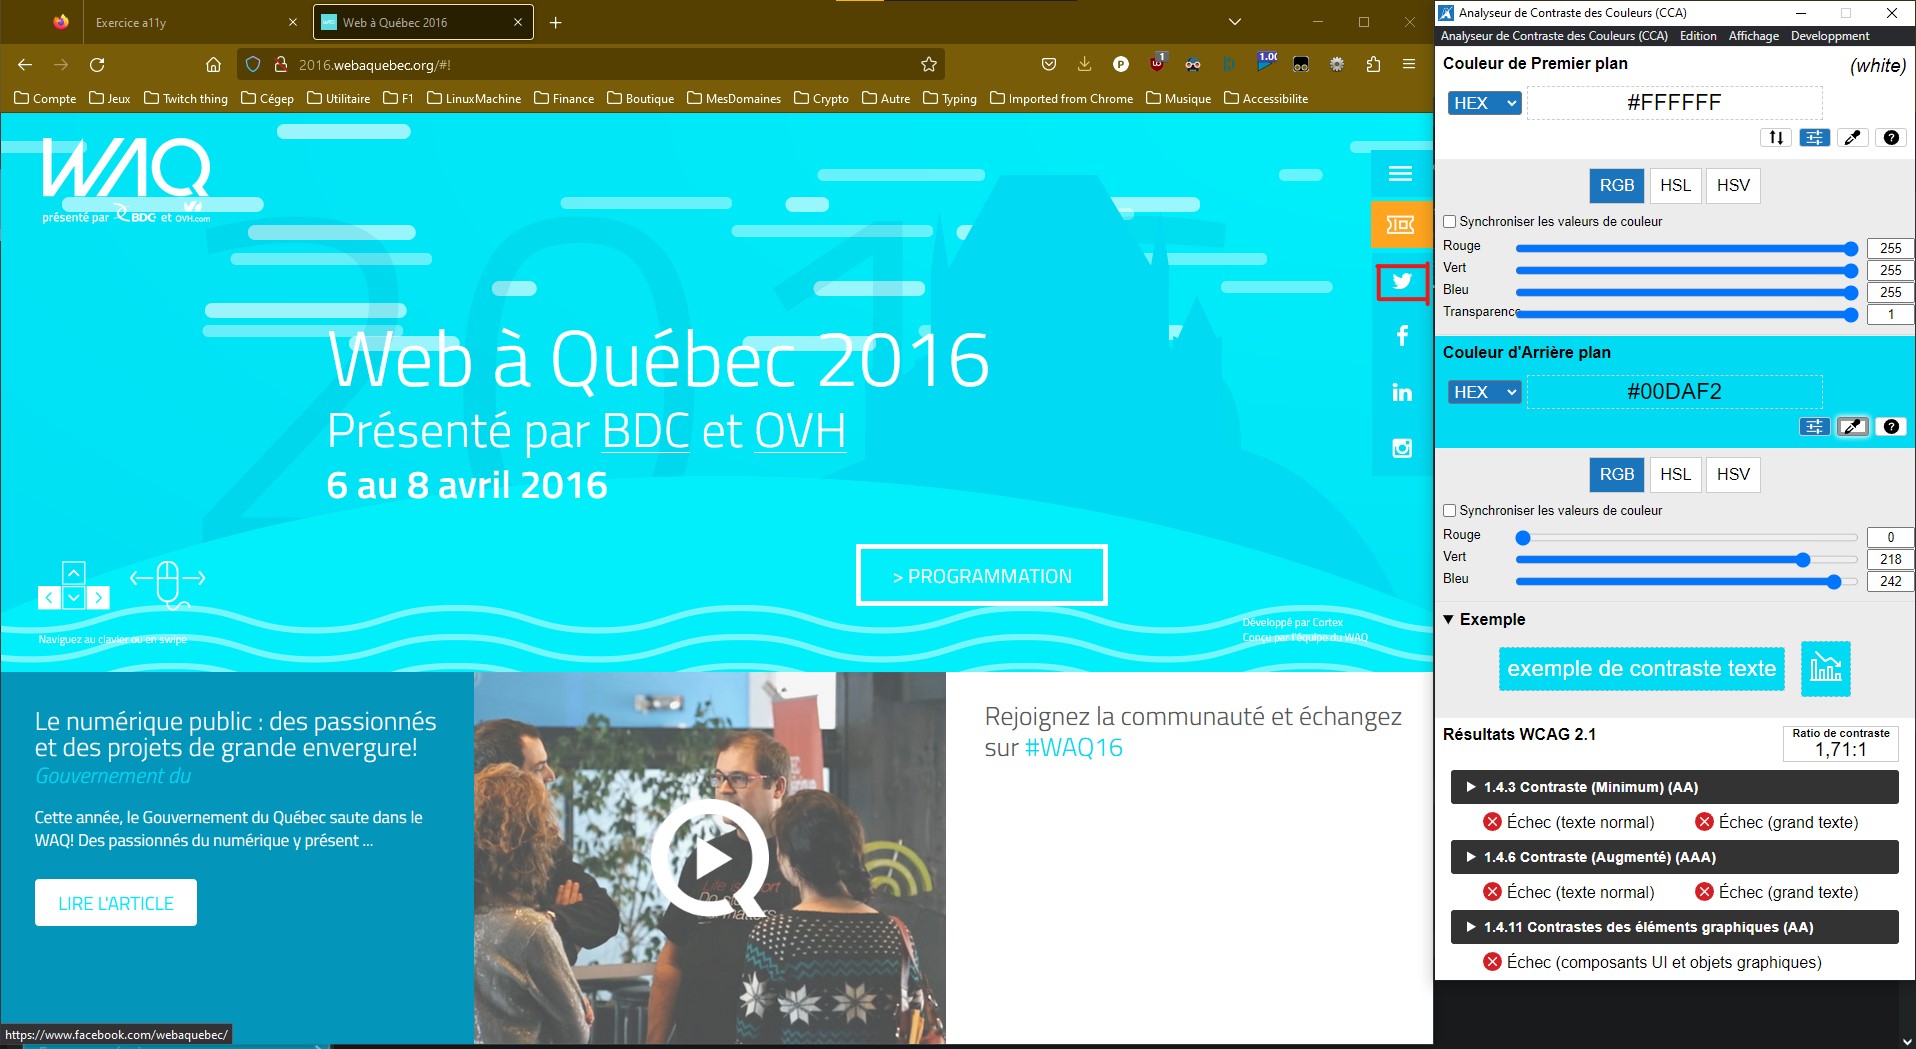 Exercice a11y
Web à Québec 2016
2016.webaquebec.org/#!
1
1.00
Compte
Jeux
Twitch thing
Cégep
Utilitaire
F1
LinuxMachine
Finance
Boutique
MesDomaines
Crypto
Autre
Typing
Imported from Chrome
Musique
Accessibilite
WAQ
présenté par BDC et OVH.com
2016
Web à Québec 2016
Présenté par BDC et OVH
6 au 8 avril 2016
> PROGRAMMATION
Naviguez au clavier ou en swipe
Développé par Cortex
Conçu par l'équipe du WAQ
Le numérique public : des passionnés
et des projets de grande envergure!
Gouvernement du
Cette année, le Gouvernement du Québec saute dans le
WAQ! Des passionnés du numérique y présent ...
LIRE L'ARTICLE
Rejoignez la communauté et échangez
sur #WAQ16
https://www.facebook.com/webaquebec/
Analyseur de Contraste des Couleurs (CCA)
Analyseur de Contraste des Couleurs (CCA) Edition Affichage Developpment
Couleur de Premier plan
(white)
HEX
#FFFFFF
RGB
HSL
HSV
Synchroniser les valeurs de couleur
Rouge 255
Vert 255
Bleu 255
Transparence 1
Couleur d'Arrière plan
HEX
#00DAF2
RGB
HSL
HSV
Synchroniser les valeurs de couleur
Rouge 0
Vert 218
Bleu 242
Exemple
exemple de contraste texte
Résultats WCAG 2.1
Ratio de contraste
1,71:1
1.4.3 Contraste (Minimum) (AA)
Échec (texte normal)
Échec (grand texte)
1.4.6 Contraste (Augmenté) (AAA)
Échec (texte normal)
Échec (grand texte)
1.4.11 Contrastes des éléments graphiques (AA)
Échec (composants UI et objets graphiques)